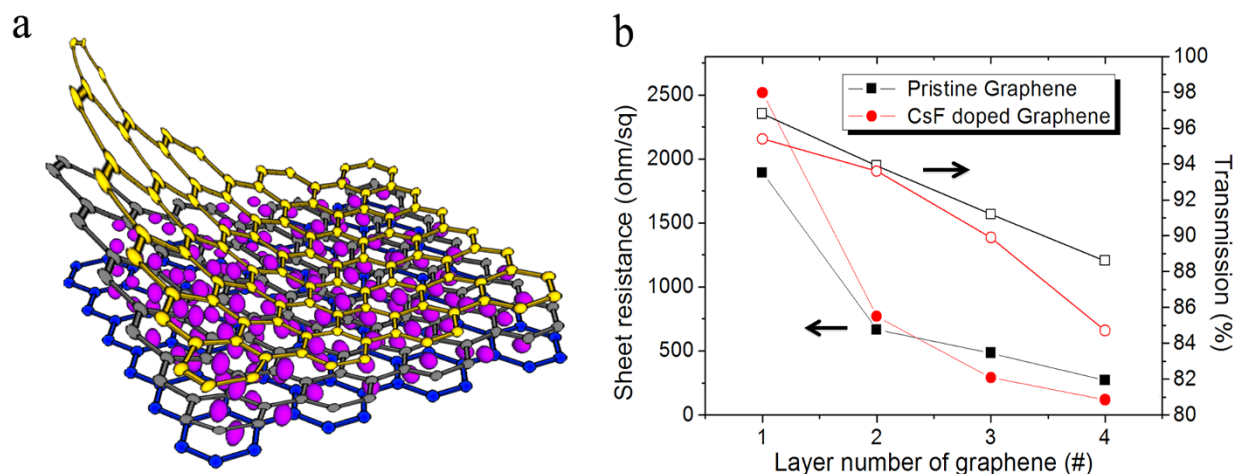 a
b
Pristine Graphene
CsF doped Graphene
Sheet resistance (ohm/sq)
2500
2000
1500
1000
500
0
100
98
96
94
92
90
88
86
84
82
80
Transmission (%)
1 2 3 4
Layer number of graphene (#)